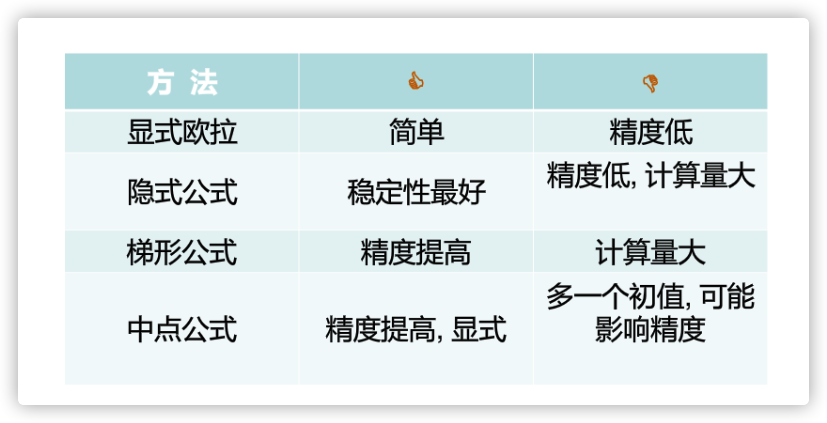 方 法 👍 👎
显式欧拉 简单 精度低
隐式公式 稳定性最好 精度低, 计算量大
梯形公式 精度提高 计算量大
中点公式 精度提高, 显式 多一个初值, 可能
影响精度